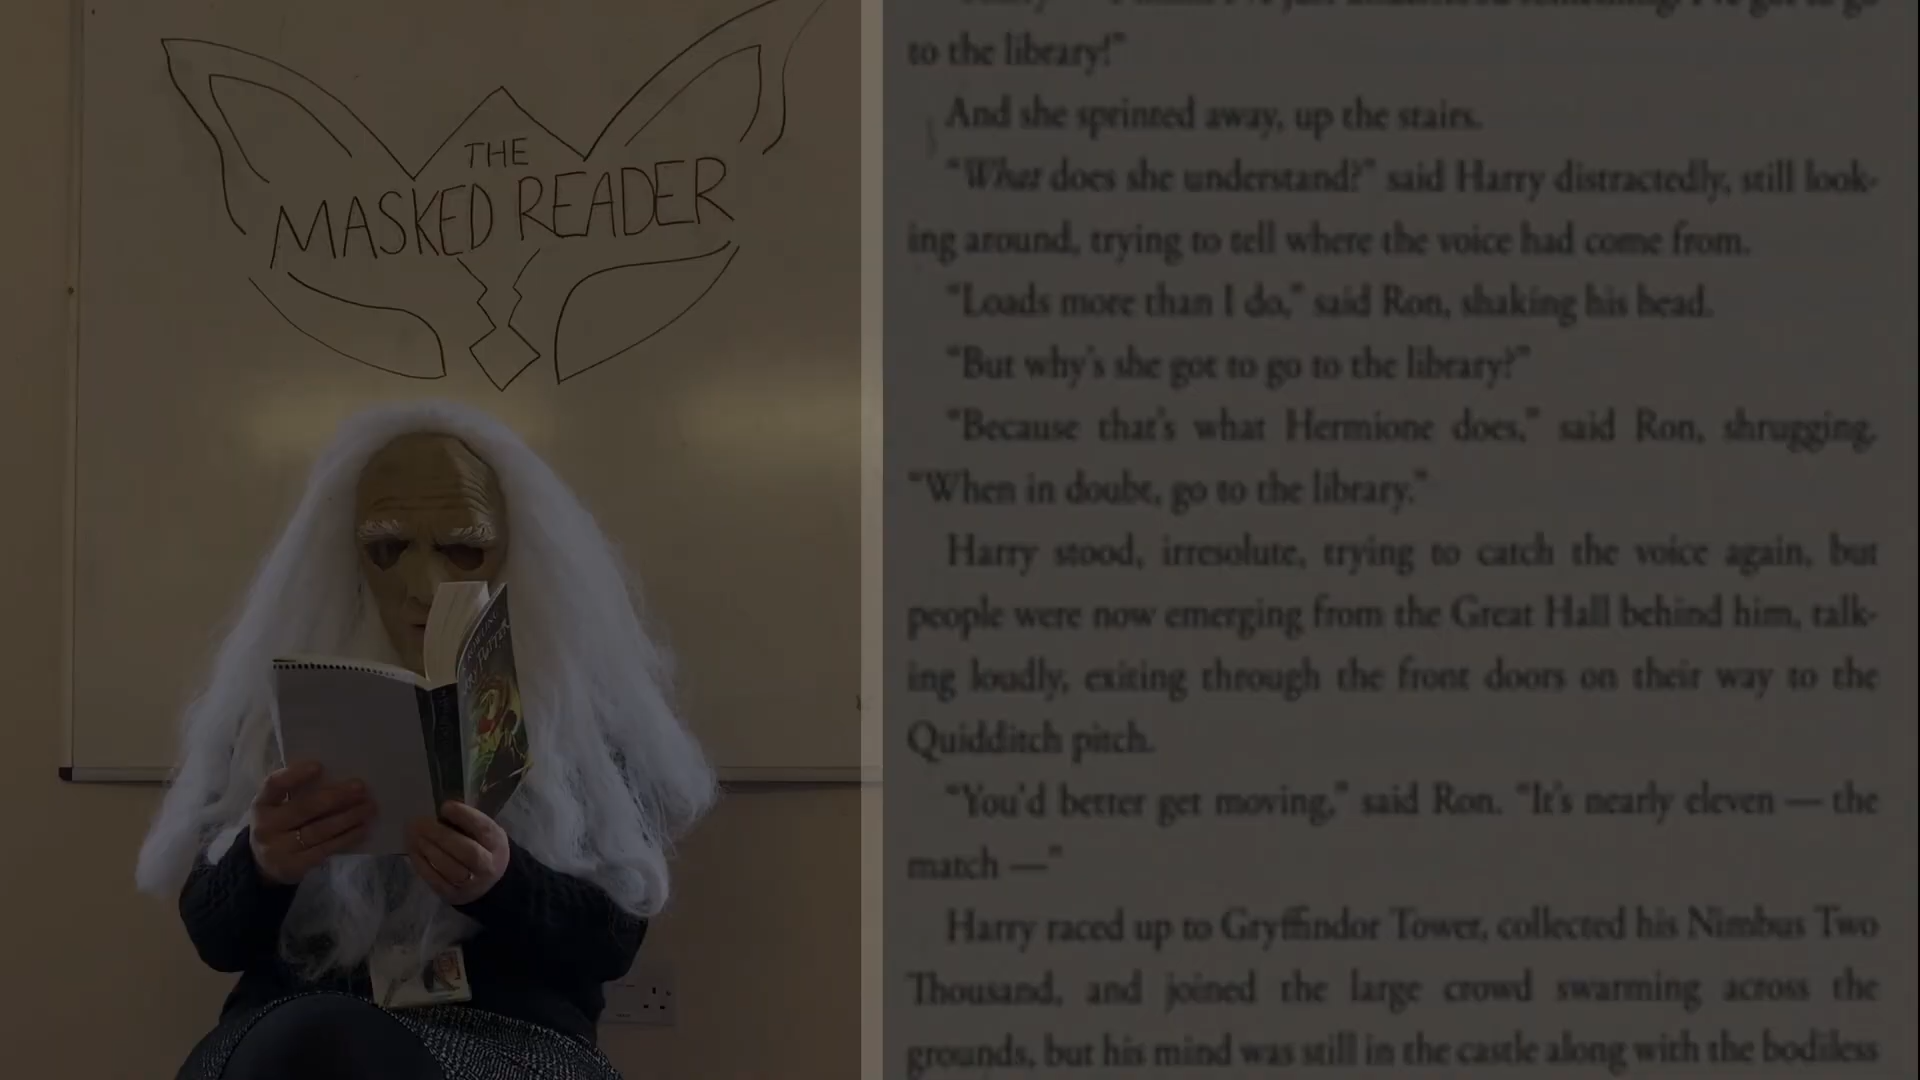 THE
MASKED READER
ROWLING
to the library!”
And she sprinted away, up the stairs.
“What does she understand?” said Harry distractedly, still look-
ing around, trying to tell where the voice had come from.
“Loads more than I do,” said Ron, shaking his head.
“But why’s she got to go to the library?”
“Because that’s what Hermione does,” said Ron, shrugging.
“When in doubt, go to the library.”
Harry stood, irresolute, trying to catch the voice again, but
people were now emerging from the Great Hall behind him, talk-
ing loudly, exiting through the front doors on their way to the
Quidditch pitch.
“You’d better get moving,” said Ron. “It’s nearly eleven — the
match —”
Harry raced up to Gryffindor Tower, collected his Nimbus Two
Thousand, and joined the large crowd swarming across the
grounds, but his mind was still in the castle along with the bodiless